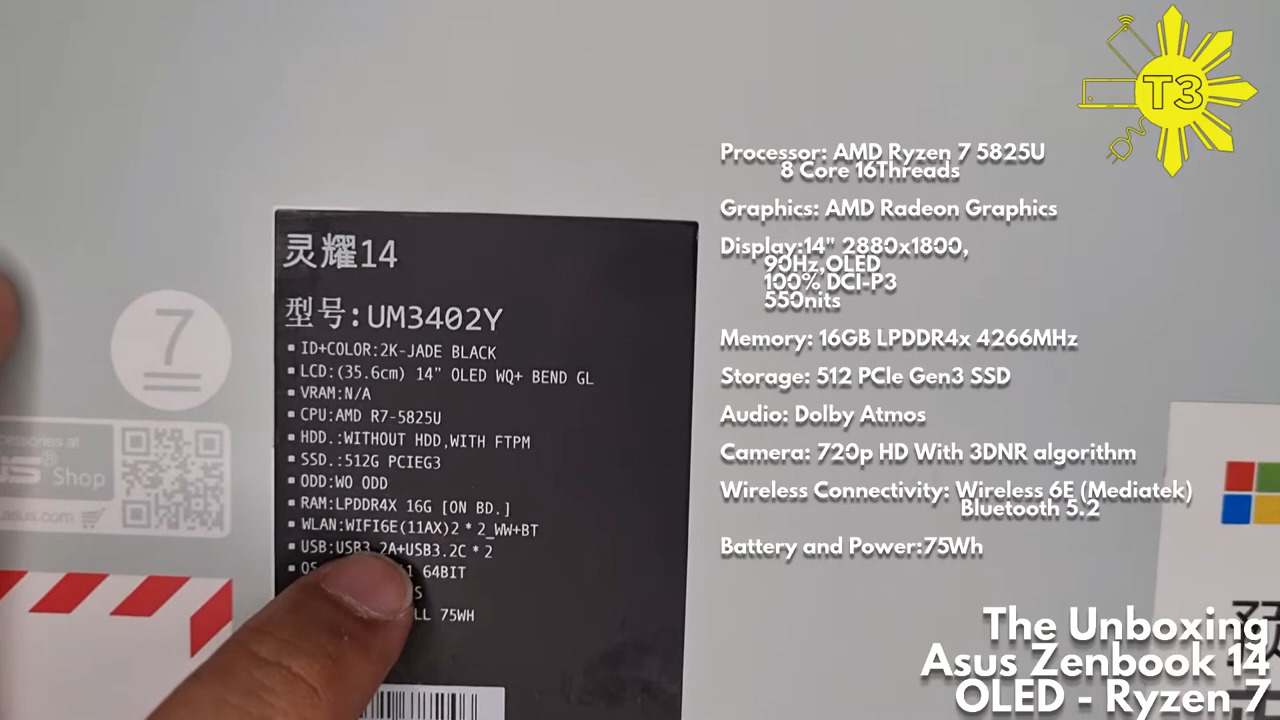 T3
Processor: AMD Ryzen 7 5825U
8 Core 16Threads
Graphics: AMD Radeon Graphics
Display:14" 2880x1800,
90Hz,OLED
100% DCI-P3
550nits
Memory: 16GB LPDDR4x 4266MHz
Storage: 512 PCIe Gen3 SSD
Audio: Dolby Atmos
Camera: 720p HD With 3DNR algorithm
Wireless Connectivity: Wireless 6E (Mediatek)
Bluetooth 5.2
Battery and Power:75Wh
The Unboxing
Asus Zenbook 14
OLED - Ryzen 7
灵耀14
型号:UM3402Y
ID+COLOR:2K-JADE BLACK
LCD:(35.6cm) 14” OLED WQ+ BEND GL
VRAM:N/A
CPU:AMD R7-5825U
HDD.:WITHOUT HDD,WITH FTPM
SSD.:512G PCIEG3
ODD:WO ODD
RAM:LPDDR4X 16G [ON BD.]
WLAN:WIFI6E(11AX)2*2_WW+BT
USB:USB3.2A+USB3.2C*2
64BIT
75WH
7
Shop